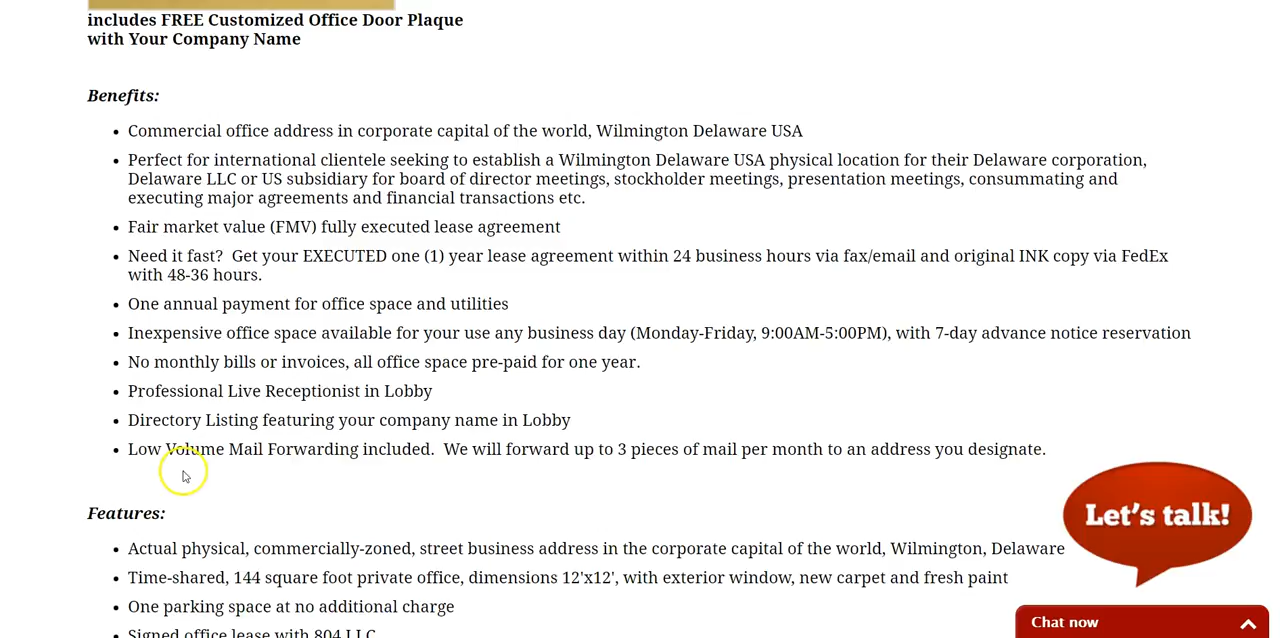 includes FREE Customized Office Door Plaque
with Your Company Name
Benefits:
• Commercial office address in corporate capital of the world, Wilmington Delaware USA
• Perfect for international clientele seeking to establish a Wilmington Delaware USA physical location for their Delaware corporation,
Delaware LLC or US subsidiary for board of director meetings, stockholder meetings, presentation meetings, consummating and
executing major agreements and financial transactions etc.
• Fair market value (FMV) fully executed lease agreement
• Need it fast?  Get your EXECUTED one (1) year lease agreement within 24 business hours via fax/email and original INK copy via FedEx
with 48-36 hours.
• One annual payment for office space and utilities
• Inexpensive office space available for your use any business day (Monday-Friday, 9:00AM-5:00PM), with 7-day advance notice reservation
• No monthly bills or invoices, all office space pre-paid for one year.
• Professional Live Receptionist in Lobby
• Directory Listing featuring your company name in Lobby
• Low Volume Mail Forwarding included.  We will forward up to 3 pieces of mail per month to an address you designate.
Features:
• Actual physical, commercially-zoned, street business address in the corporate capital of the world, Wilmington, Delaware
• Time-shared, 144 square foot private office, dimensions 12'x12', with exterior window, new carpet and fresh paint
• One parking space at no additional charge
• Signed office lease with 804 LLC
Let's talk!
Chat now